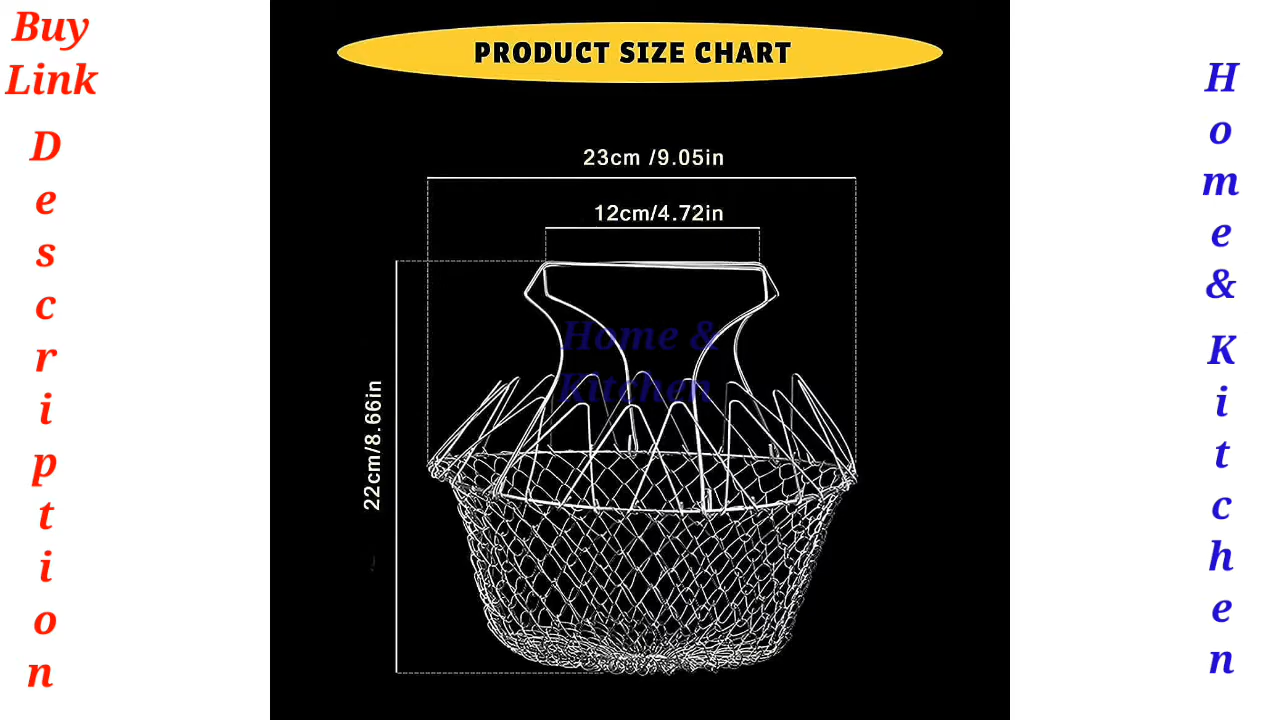 Buy
Link
Description
PRODUCT SIZE CHART
23cm /9.05in
12cm/4.72in
22cm/8.66in
Home &
Kitchen
Home & Kitchen